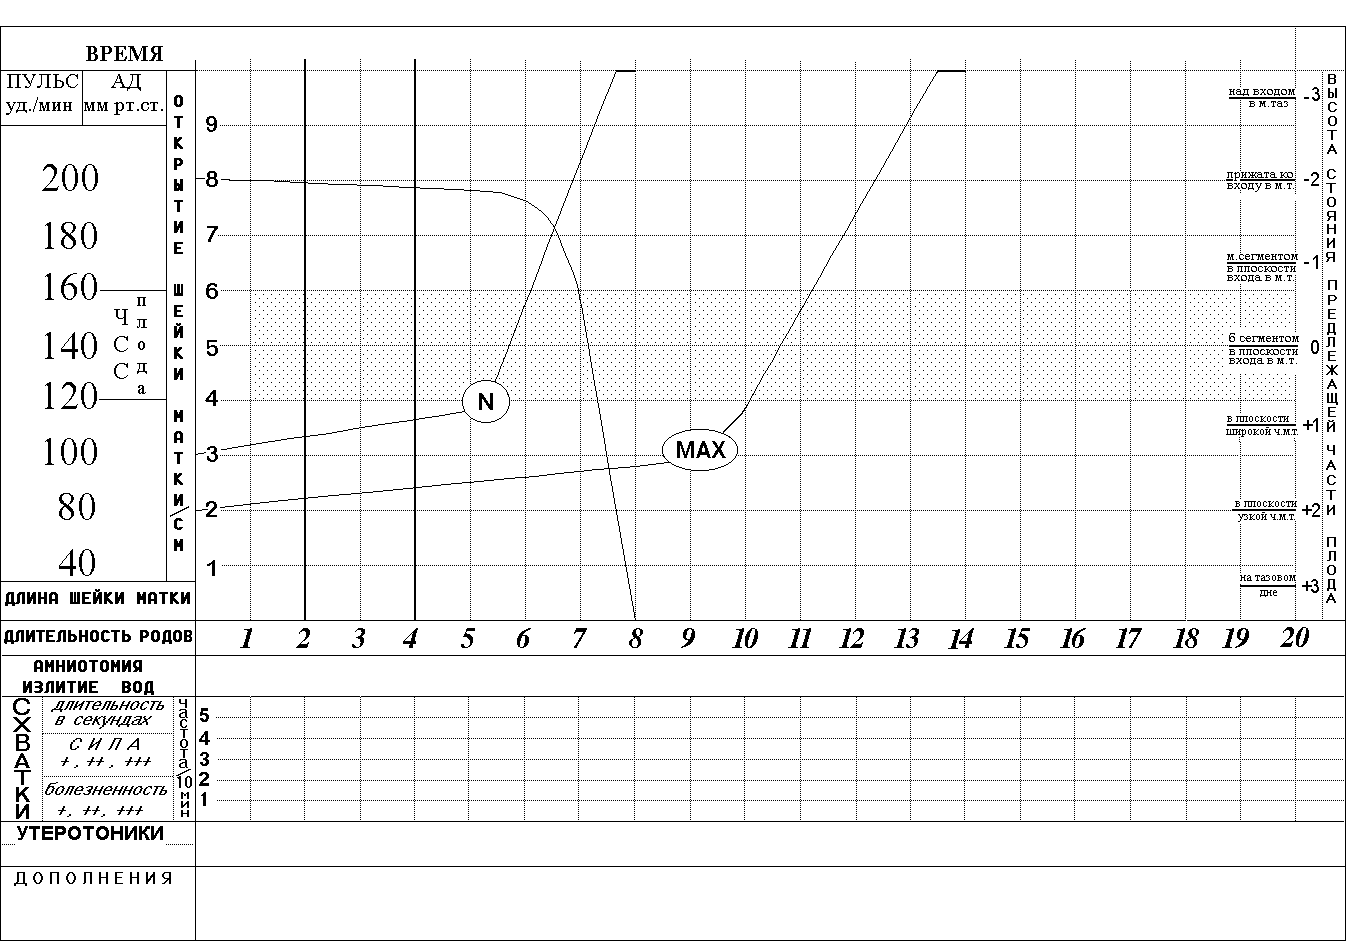 ВРЕМЯ
ПУЛЬС
уд./мин
АД
мм рт.ст.
ОТКРЫТИЕ ШЕЙКИ МАТКИ/СМ
200
180
160
140
120
100
80
40
ЧСС
плода
9
8
7
6
5
4
3
2
1
N
MAX
над входом
в м.таз
-3
прижата ко
входу в м.т.
-2
м.сегментом
в плоскости
входа в м.т.
-1
б сегментом
в плоскости
входа в м.т.
0
в плоскости
широкой ч.м.т.
+1
в плоскости
узкой ч.м.т.
+2
на тазовом
дне
+3
ВЫСОТА СТОЯНИЯ ПРЕДЛЕЖАЩЕЙ ЧАСТИ ПЛОДА
ДЛИНА ШЕЙКИ МАТКИ
ДЛИТЕЛЬНОСТЬ РОДОВ 1 2 3 4 5 6 7 8 9 10 11 12 13 14 15 16 17 18 19 20
АМНИОТОМИЯ
ИЗЛИТИЕ ВОД
СХВАТКИ
длительность
в секундах
СИЛА
+, ++, +++
болезненность
+, ++, +++
частота/10 мин
5
4
3
2
1
УТЕРОТОНИКИ
ДОПОЛНЕНИЯ